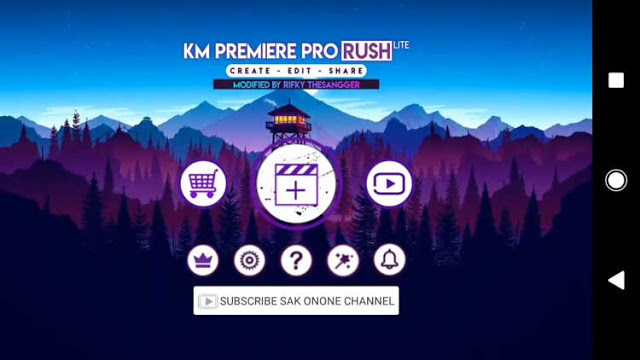 KM PREMIERE PRO RUSH LITE
CREATE - EDIT - SHARE
MODIFIED BY RIFKY THESANGGER
SUBSCRIBE SAK ONONE CHANNEL